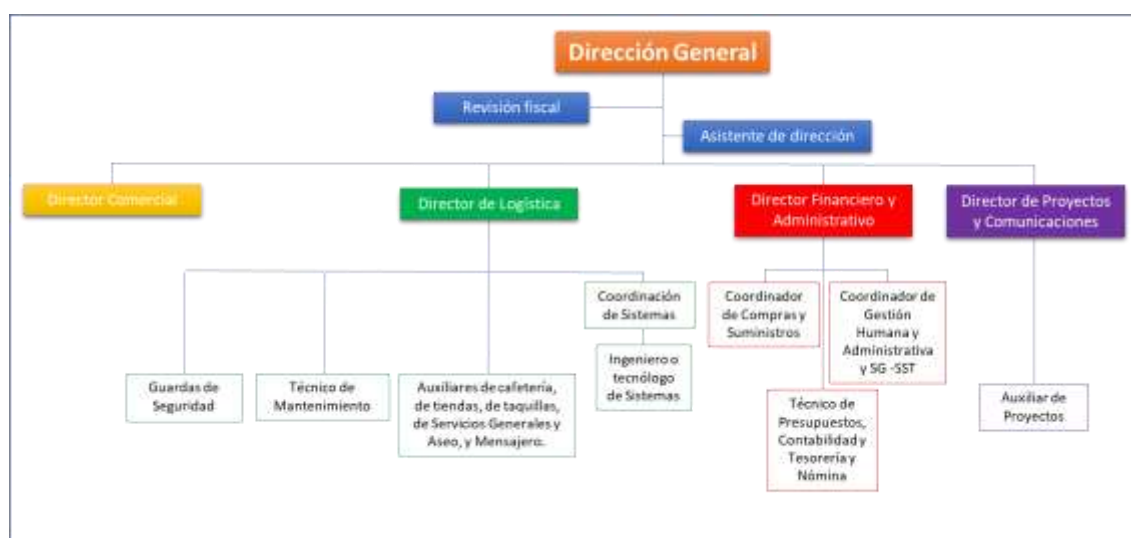 Dirección General
Revisión fiscal
Asistente de dirección
Director Comercial
Director de Logística
Director Financiero y
Administrativo
Director de Proyectos
y Comunicaciones
Coordinación
de Sistemas
Coordinador
de Compras y
Suministros
Coordinador de
Gestión
Humana y
Administrativa
y SG -SST
Guardas de
Seguridad
Técnico de
Mantenimiento
Auxiliares de cafetería,
de tiendas, de taquillas,
de Servicios Generales y
Aseo, y Mensajero.
Ingeniero o
tecnólogo
de Sistemas
Técnico de
Presupuestos,
Contabilidad y
Tesorería y
Nómina
Auxiliar de
Proyectos